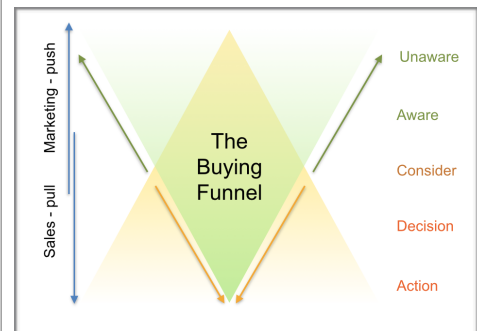 Marketing - push
Sales - pull
The
Buying
Funnel
Unaware
Aware
Consider
Decision
Action